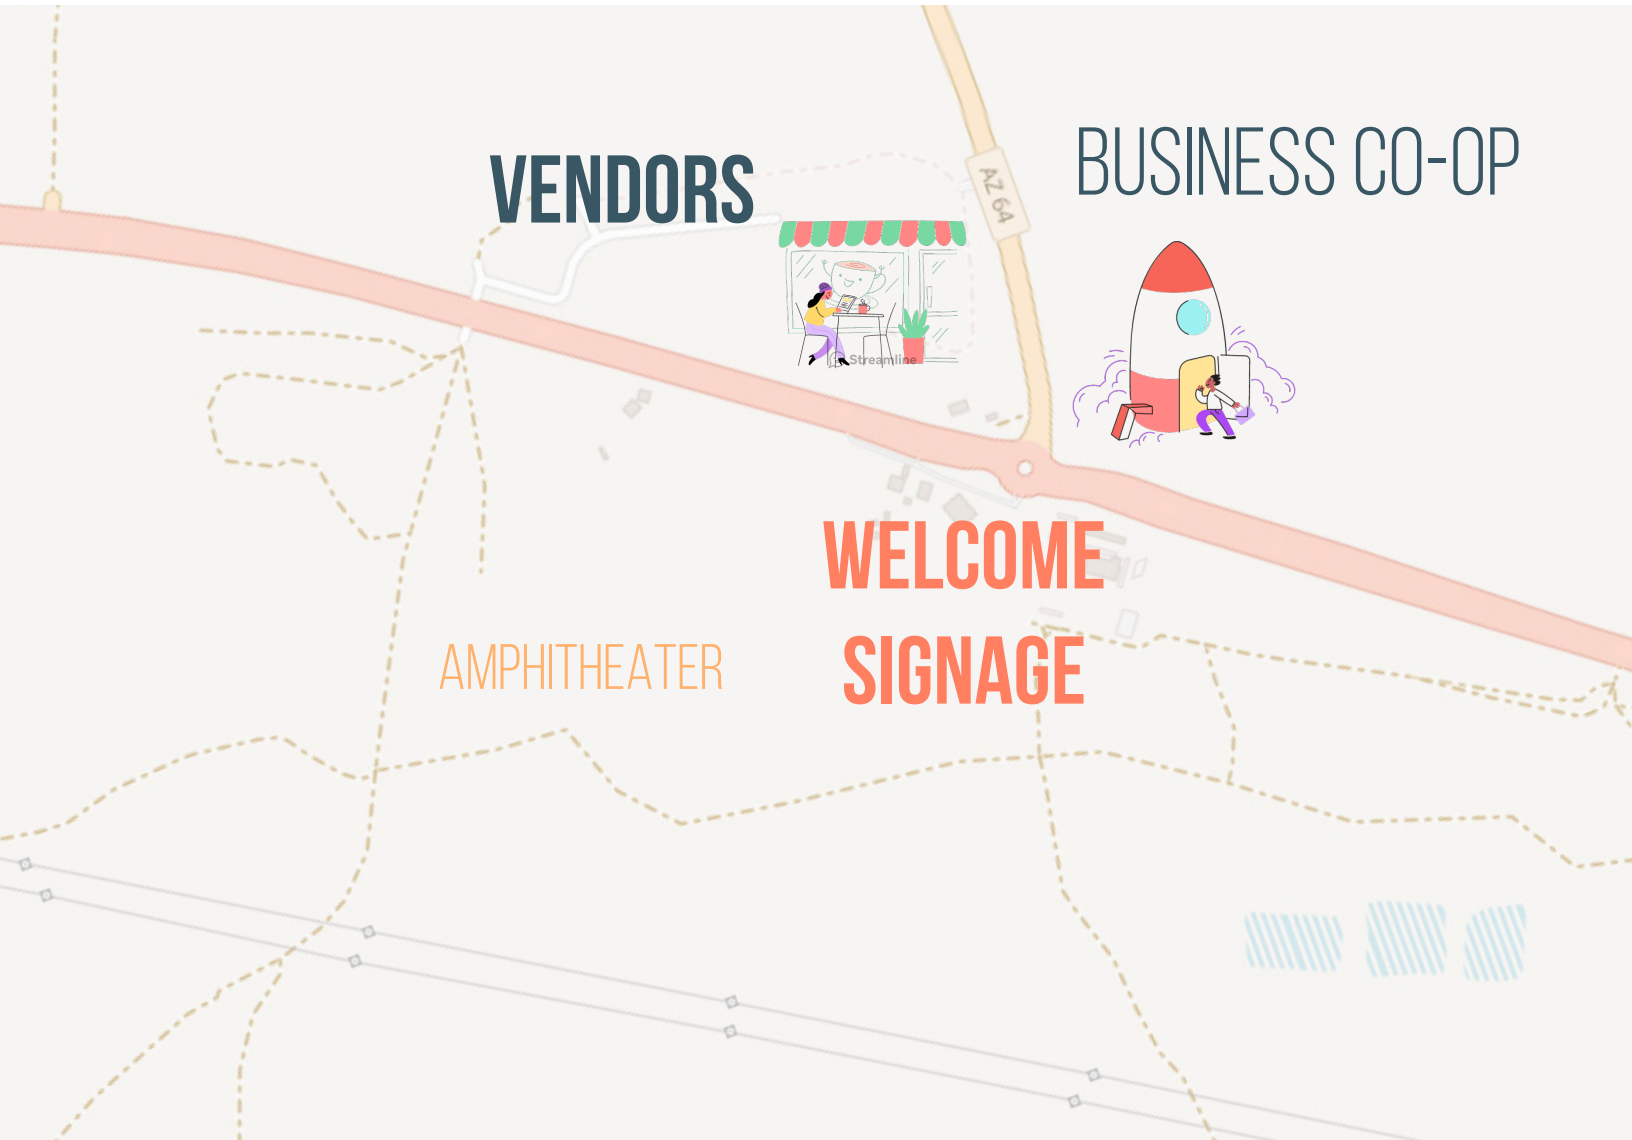 VENDORS
BUSINESS CO-OP
AZ 64
Streamline
WELCOME
SIGNAGE
AMPHITHEATER